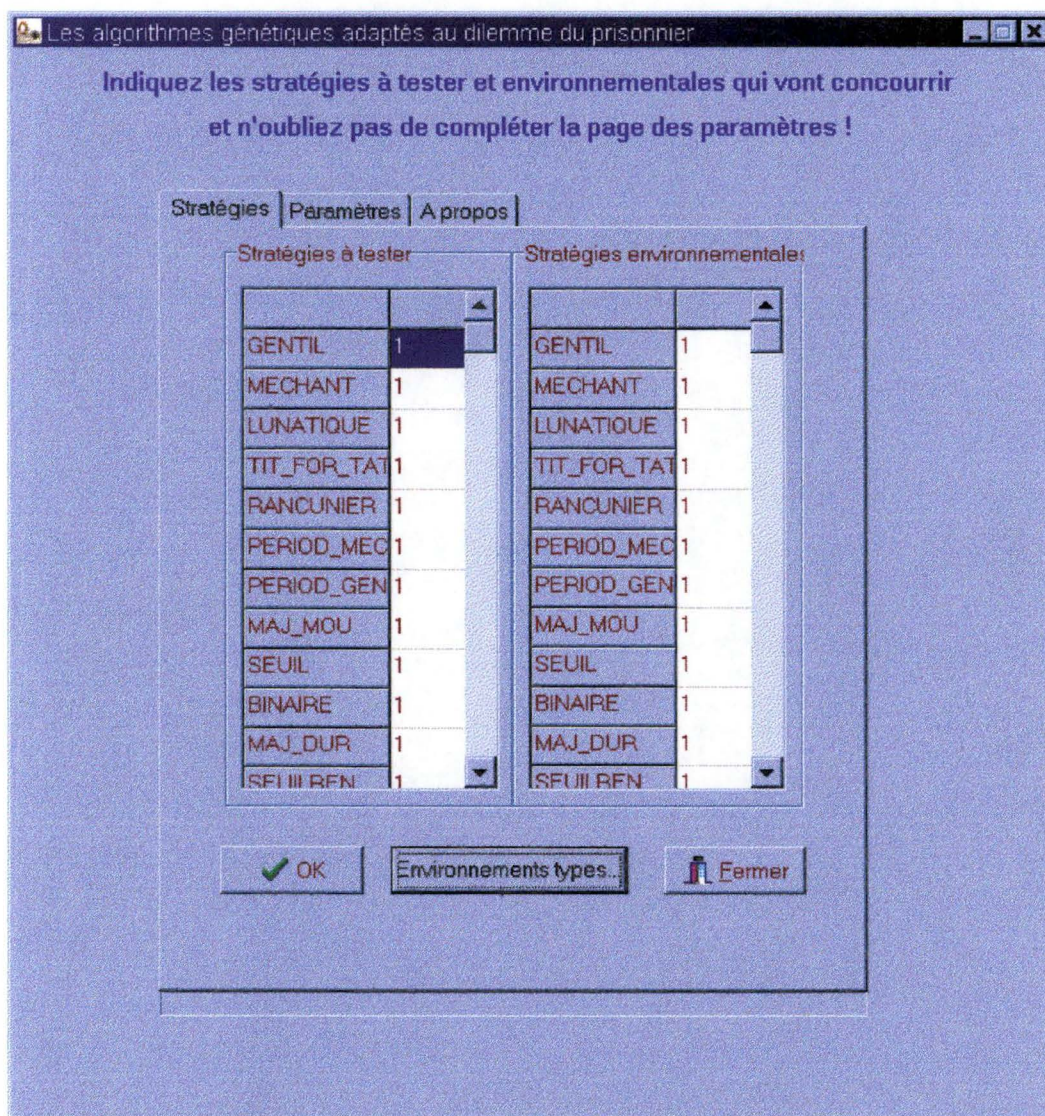 Les algorithmes génétiques adaptés au dilemme du prisonnier
Indiquez les stratégies à tester et environnementales qui vont concourrir
et n'oubliez pas de compléter la page des paramètres !
Stratégies Paramètres A propos
Stratégies à tester
GENTIL 1
MECHANT 1
LUNATIQUE 1
TIT_FOR_TAT 1
RANCUNIER 1
PERIOD_MEC 1
PERIOD_GEN 1
MAJ_MOU 1
SEUIL 1
BINAIRE 1
MAJ_DUR 1
SEUILREN 1
Stratégies environnementales
GENTIL 1
MECHANT 1
LUNATIQUE 1
TIT_FOR_TAT 1
RANCUNIER 1
PERIOD_MEC 1
PERIOD_GEN 1
MAJ_MOU 1
SEUIL 1
BINAIRE 1
MAJ_DUR 1
SEUILREN 1
OK Environnements types... Fermer